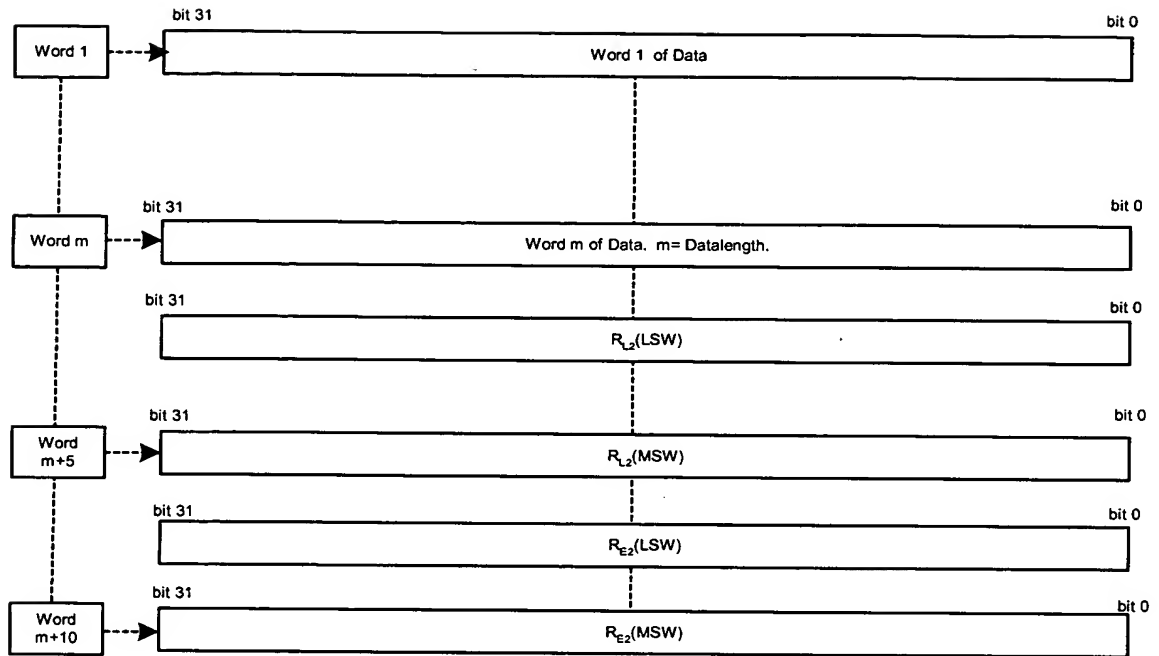 bit 31 bit 0
Word 1 Word 1 of Data
bit 31 bit 0
Word m Word m of Data. m= Datalength.
bit 31 bit 0
R_L2(LSW)
bit 31 bit 0
Word
m+5 R_L2(MSW)
bit 31 bit 0
R_E2(LSW)
bit 31 bit 0
Word
m+10 R_E2(MSW)